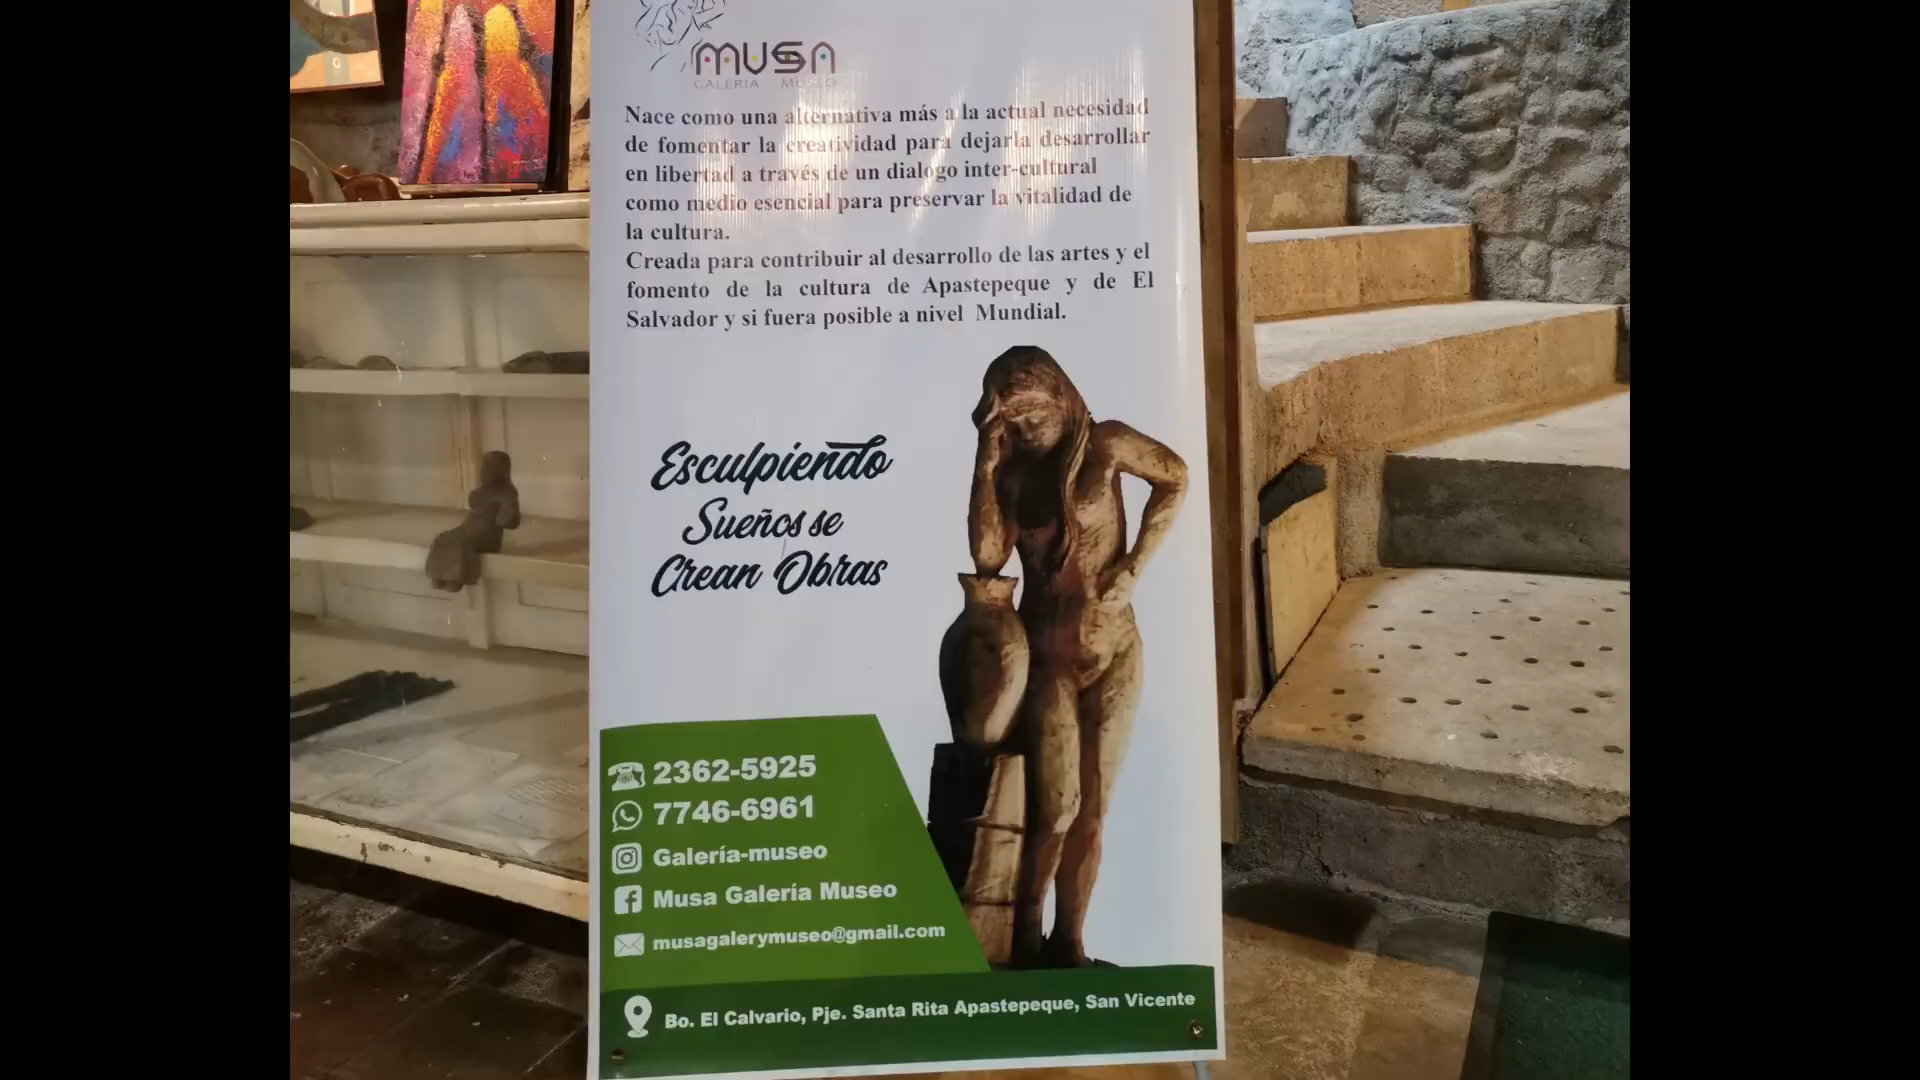 MUSA
GALERIA MUSEO
Nace como una alternativa más a la actual necesidad
de fomentar la creatividad para dejarla desarrollar
en libertad a través de un dialogo inter-cultural
como medio esencial para preservar la vitalidad de
la cultura.
Creada para contribuir al desarrollo de las artes y el
fomento de la cultura de Apastepeque y de El
Salvador y si fuera posible a nivel Mundial.
Esculpiendo
Sueños se
Crean Obras
2362-5925
7746-6961
Galería-museo
Musa Galería Museo
musagalerymuseo@gmail.com
Bo. El Calvario, Pje. Santa Rita Apastepeque, San Vicente